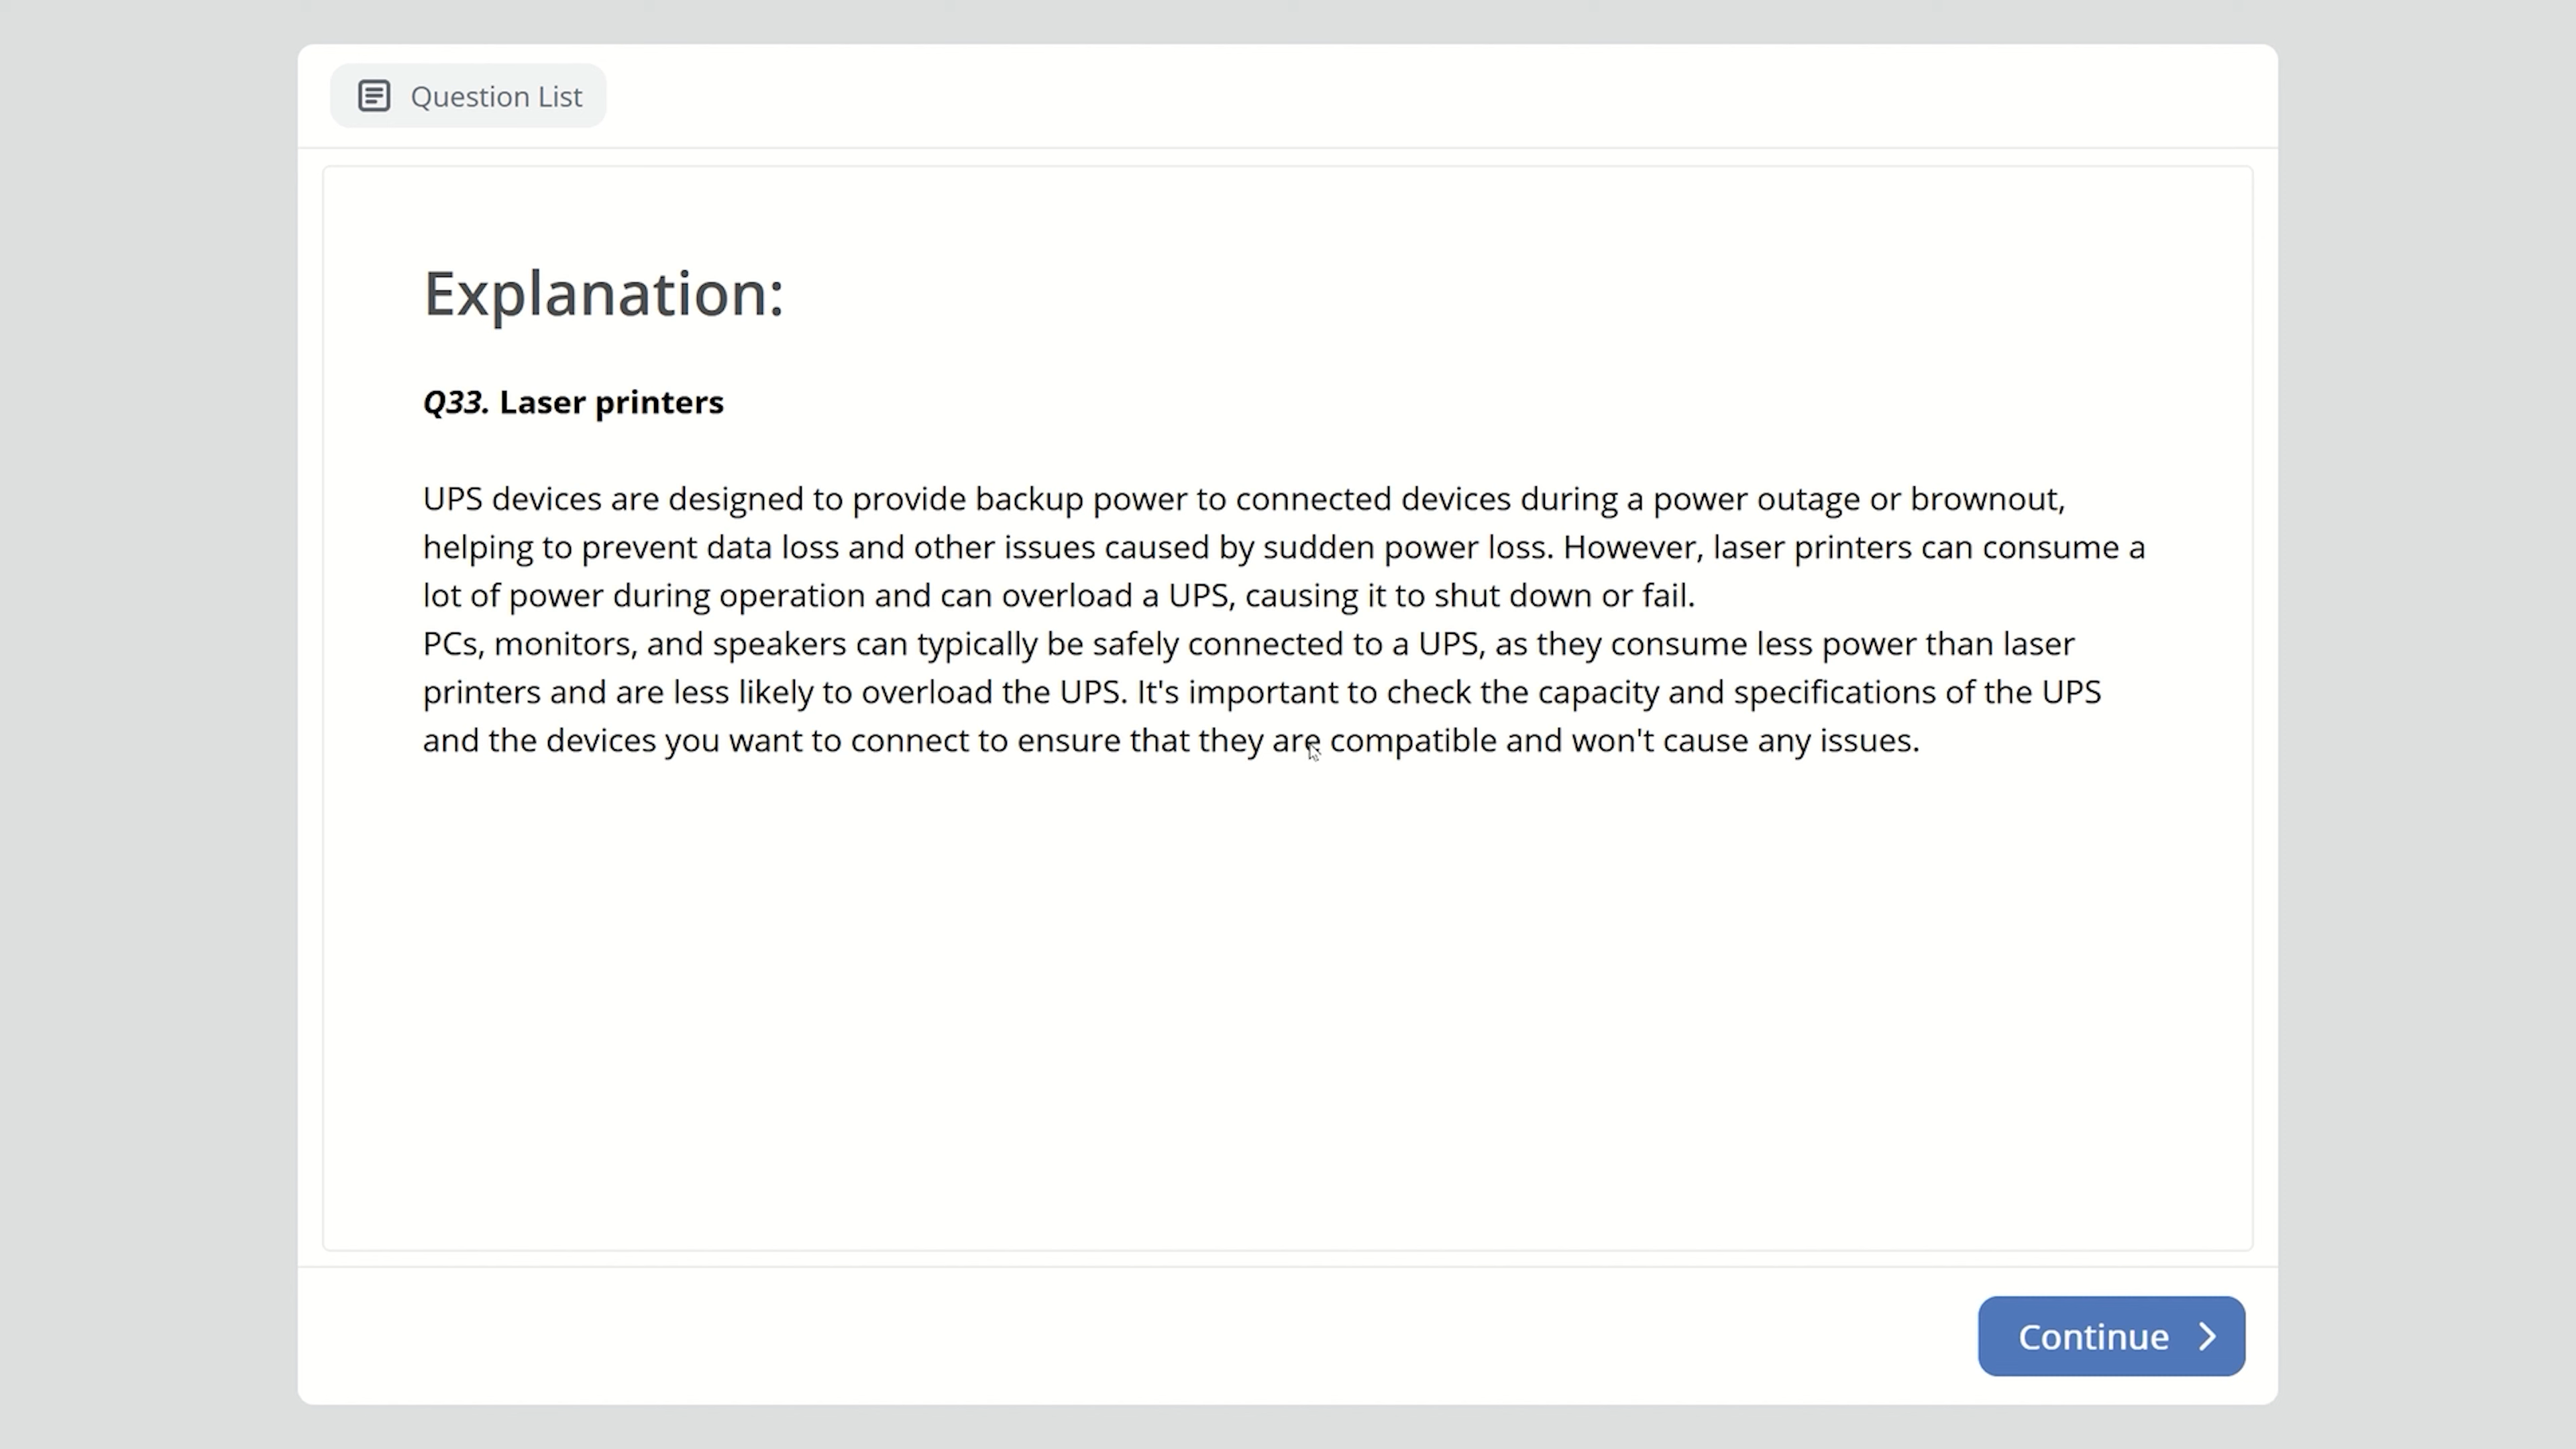 Question List
Explanation:
Q33. Laser printers
UPS devices are designed to provide backup power to connected devices during a power outage or brownout,
helping to prevent data loss and other issues caused by sudden power loss. However, laser printers can consume a
lot of power during operation and can overload a UPS, causing it to shut down or fail.
PCs, monitors, and speakers can typically be safely connected to a UPS, as they consume less power than laser
printers and are less likely to overload the UPS. It's important to check the capacity and specifications of the UPS
and the devices you want to connect to ensure that they are compatible and won't cause any issues.
Continue